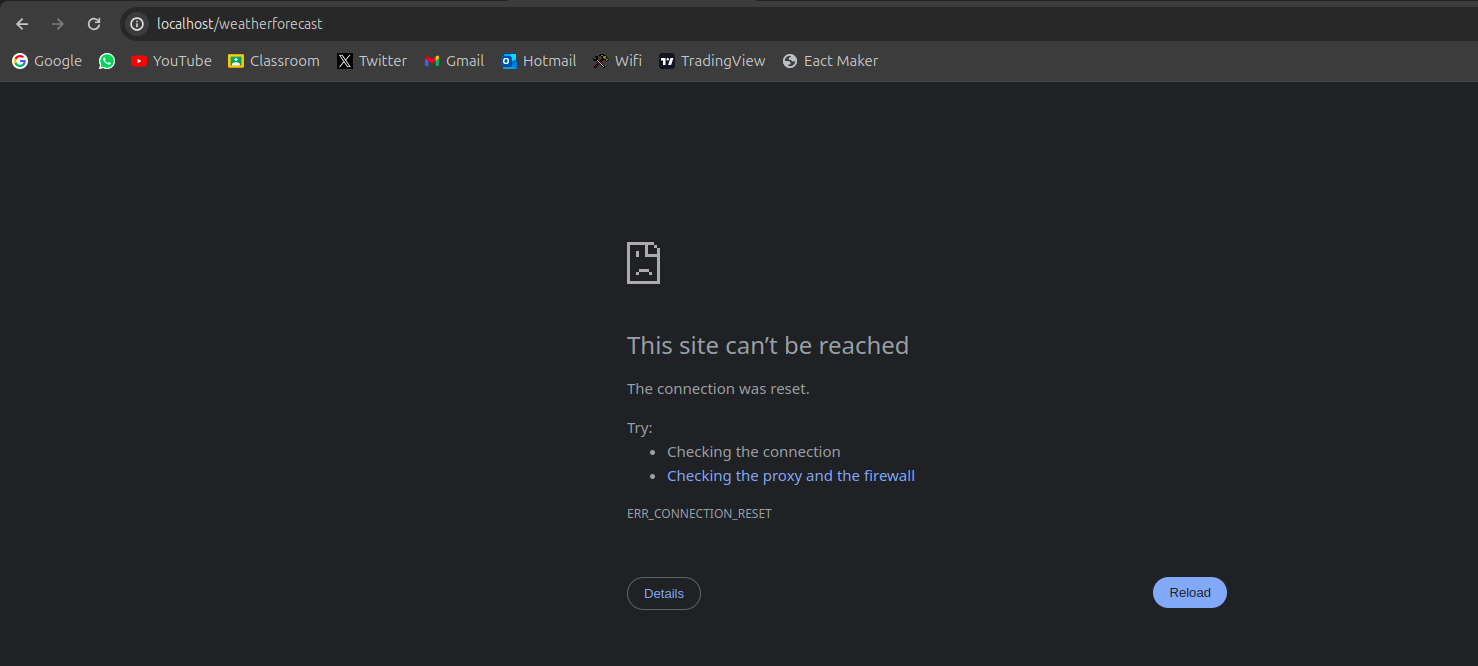 localhost/weatherforecast
Google YouTube Classroom Twitter Gmail Hotmail Wifi TradingView Eact Maker
This site can’t be reached
The connection was reset.
Try:
• Checking the connection
• Checking the proxy and the firewall
ERR_CONNECTION_RESET
Details Reload